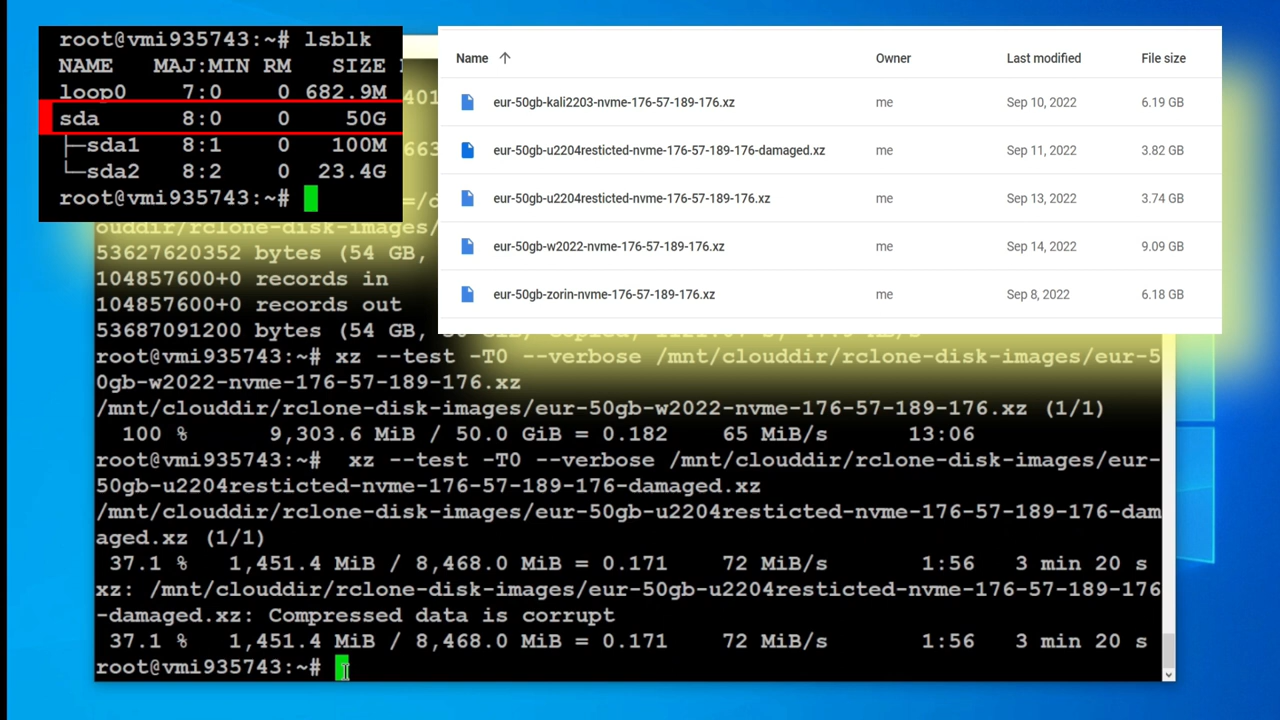 root@vmi935743:~# lsblk
NAME MAJ:MIN RM SIZE
loop0 7:0 0 682.9M
sda 8:0 0 50G
├─sda1 8:1 0 100M
└─sda2 8:2 0 23.4G
root@vmi935743:~#
Name ↑ Owner Last modified File size
eur-50gb-kali2203-nvme-176-57-189-176.xz me Sep 10, 2022 6.19 GB
eur-50gb-u2204resticted-nvme-176-57-189-176-damaged.xz me Sep 11, 2022 3.82 GB
eur-50gb-u2204resticted-nvme-176-57-189-176.xz me Sep 13, 2022 3.74 GB
eur-50gb-w2022-nvme-176-57-189-176.xz me Sep 14, 2022 9.09 GB
eur-50gb-zorin-nvme-176-57-189-176.xz me Sep 8, 2022 6.18 GB
401
663
=/d
ouddir/rclone-disk-images/
53627620352 bytes (54 GB,
104857600+0 records in
104857600+0 records out
53687091200 bytes (54 GB,
root@vmi935743:~# xz --test -T0 --verbose /mnt/clouddir/rclone-disk-images/eur-5
0gb-w2022-nvme-176-57-189-176.xz
/mnt/clouddir/rclone-disk-images/eur-50gb-w2022-nvme-176-57-189-176.xz (1/1)
100 % 9,303.6 MiB / 50.0 GiB = 0.182 65 MiB/s 13:06
root@vmi935743:~# xz --test -T0 --verbose /mnt/clouddir/rclone-disk-images/eur-
50gb-u2204resticted-nvme-176-57-189-176-damaged.xz
/mnt/clouddir/rclone-disk-images/eur-50gb-u2204resticted-nvme-176-57-189-176-dam
aged.xz (1/1)
37.1 % 1,451.4 MiB / 8,468.0 MiB = 0.171 72 MiB/s 1:56 3 min 20 s
xz: /mnt/clouddir/rclone-disk-images/eur-50gb-u2204resticted-nvme-176-57-189-176
-damaged.xz: Compressed data is corrupt
37.1 % 1,451.4 MiB / 8,468.0 MiB = 0.171 72 MiB/s 1:56 3 min 20 s
root@vmi935743:~#